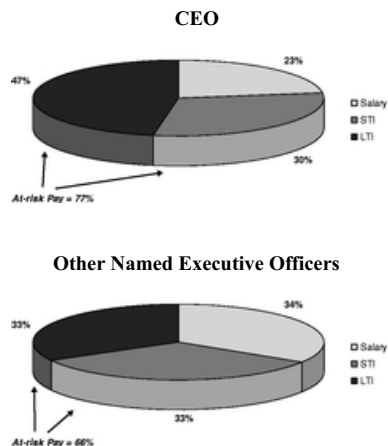 CEO
47%
23%
Salary
STI
LTI
30%
At-risk Pay = 77%
Other Named Executive Officers
34%
33%
Salary
STI
LTI
33%
At-risk Pay = 66%